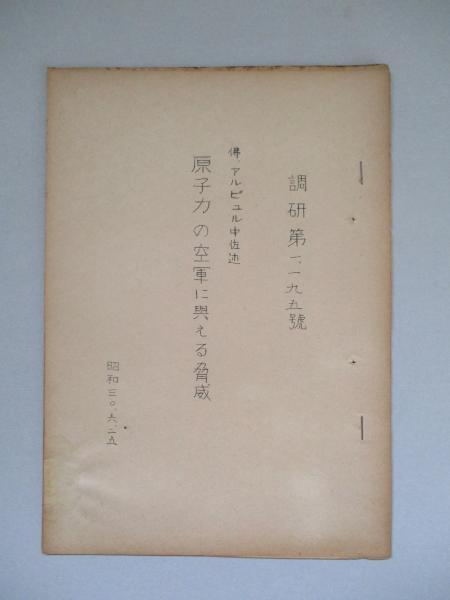 調研第一、一九五號
佛、アルビュル中佐述
原子力の空軍に與える脅威
昭和三〇、六、二五